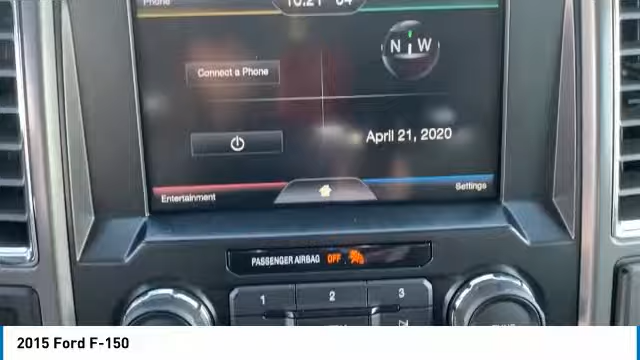 Phone
Connect a Phone
N W
April 21, 2020
Entertainment
Settings
PASSENGER AIRBAG OFF
1 2 3
2015 Ford F-150